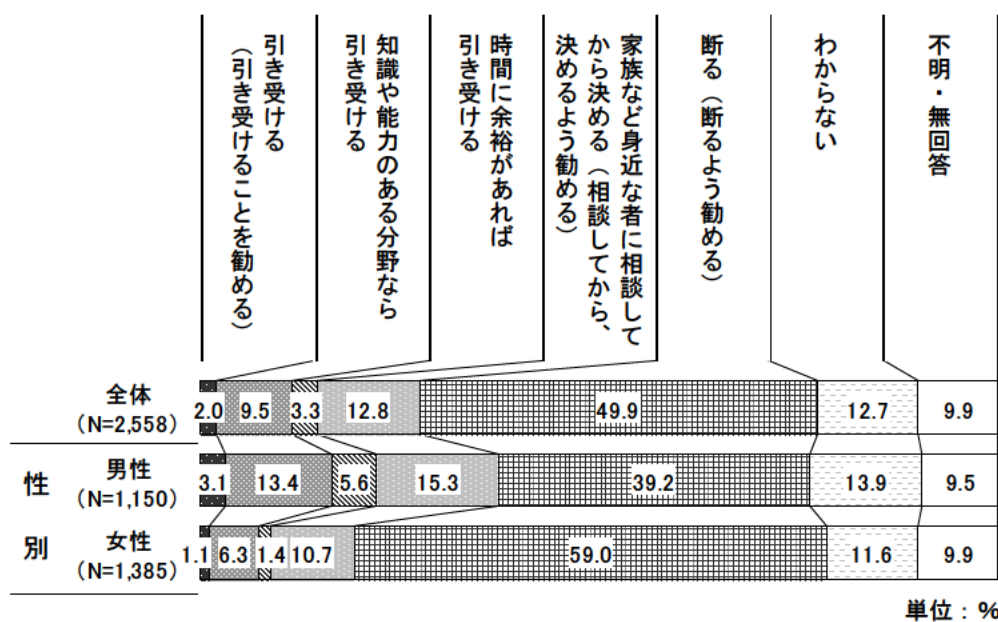 引き受ける
（引き受けることを勧める）
知識や能力のある分野なら
引き受ける
時間に余裕があれば
引き受ける
家族など身近な者に相談して
から決める（相談してから、
決めるよう勧める）
断る（断るよう勧める）
わからない
不明・無回答
全体
（N=2,558）
2.0 9.5 3.3 12.8 49.9 12.7 9.9
性別
男性
（N=1,150）
3.1 13.4 5.6 15.3 39.2 13.9 9.5
女性
（N=1,385）
1.1 6.3 1.4 10.7 59.0 11.6 9.9
単位：%